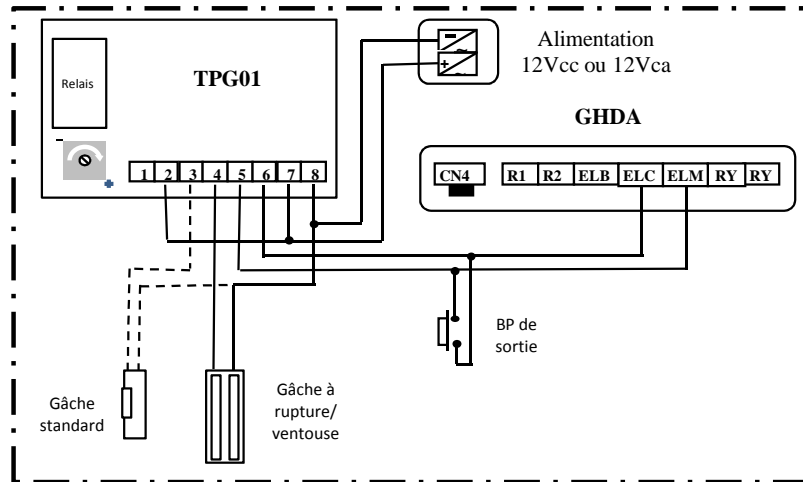 Relais
TPG01
1 2 3 4 5 6 7 8
- ~
+ ~
Alimentation
12Vcc ou 12Vca
GHDA
CN4 R1 R2 ELB ELC ELM RY RY
BP de
sortie
Gâche
standard
Gâche à
rupture/
ventouse